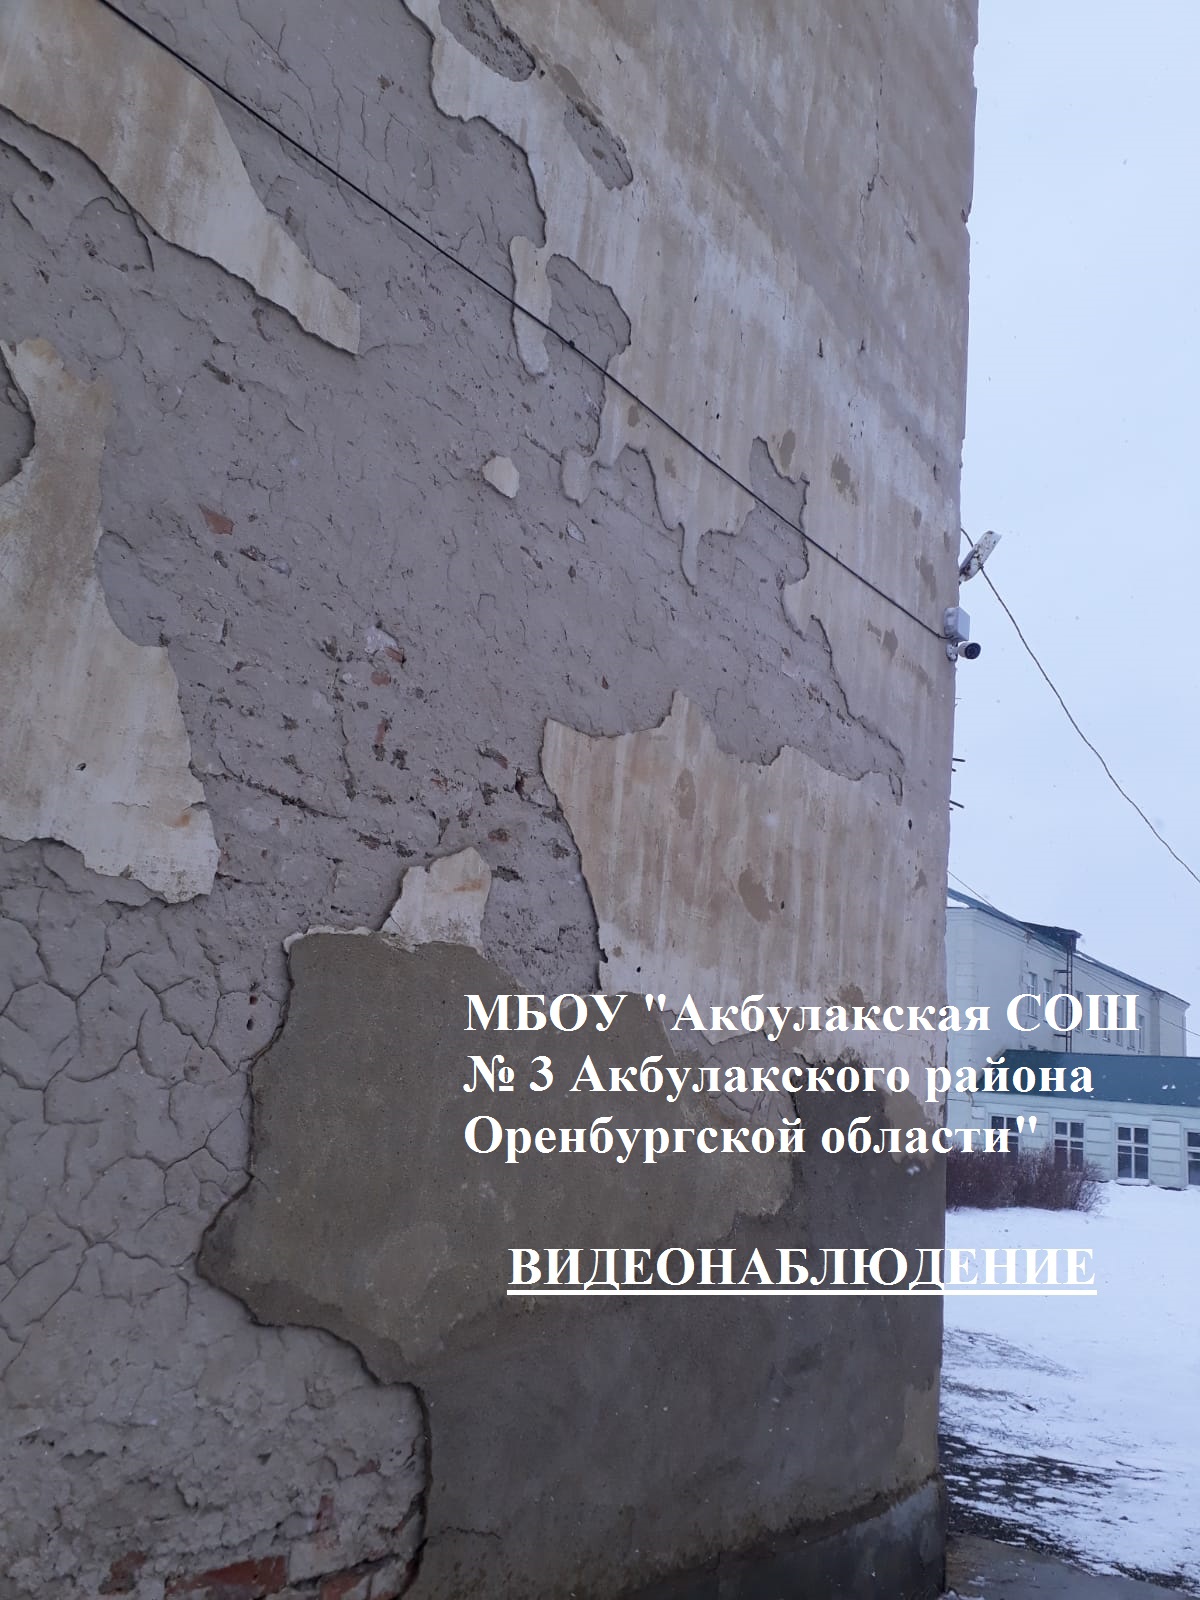 МБОУ "Акбулакская СОШ
№ 3 Акбулакского района
Оренбургской области"
ВИДЕОНАБЛЮДЕНИЕ